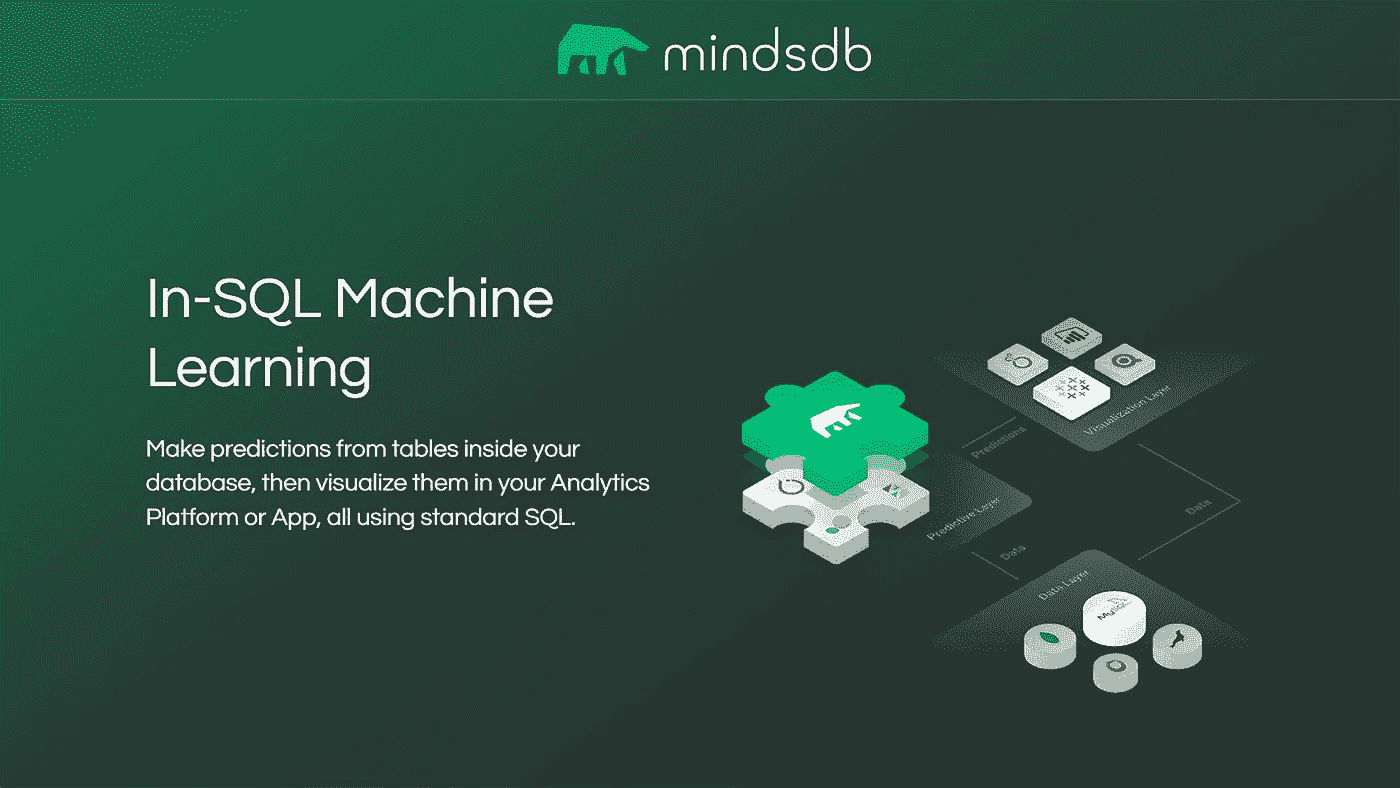 mindsdb
In-SQL Machine
Learning
Make predictions from tables inside your
database, then visualize them in your Analytics
Platform or App, all using standard SQL.
Visualization Layer
Predictions
Predictive Layer
Data
Data
Data Layer
MySQL